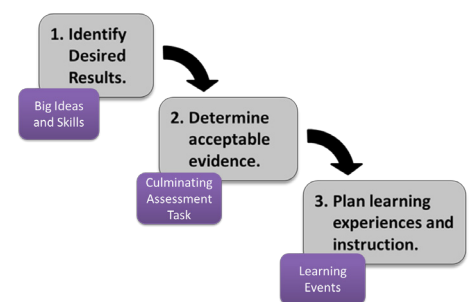 1. Identify
Desired
Results.
Big Ideas
and Skills
2. Determine
acceptable
evidence.
Culminating
Assessment
Task
3. Plan learning
experiences and
instruction.
Learning
Events